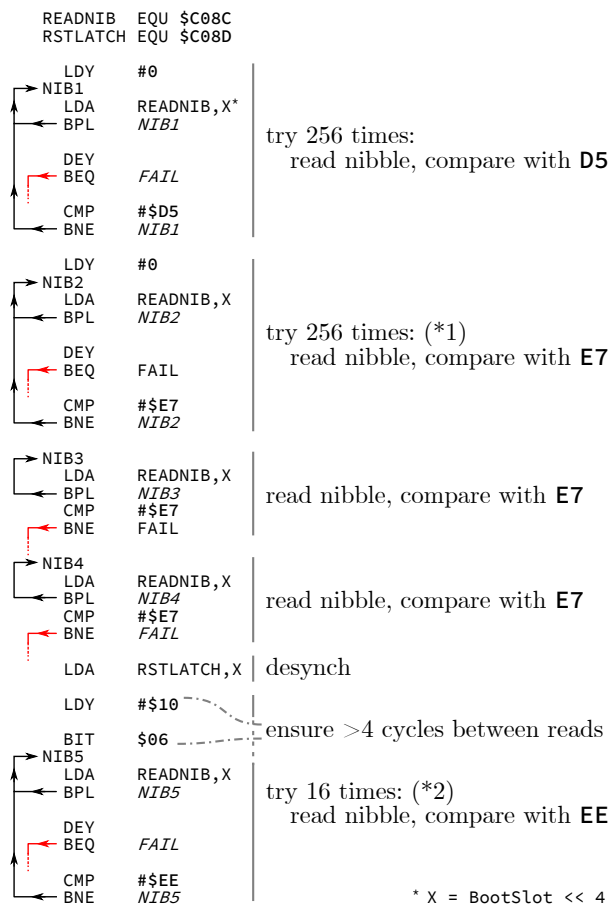 READNIB EQU $C08C
RSTLATCH EQU $C08D
LDY #0
NIB1
LDA READNIB,X*
BPL NIB1
DEY
BEQ FAIL
CMP #$D5
BNE NIB1
try 256 times:
read nibble, compare with D5
LDY #0
NIB2
LDA READNIB,X
BPL NIB2
DEY
BEQ FAIL
CMP #$E7
BNE NIB2
try 256 times: (*1)
read nibble, compare with E7
NIB3
LDA READNIB,X
BPL NIB3
CMP #$E7
BNE FAIL
read nibble, compare with E7
NIB4
LDA READNIB,X
BPL NIB4
CMP #$E7
BNE FAIL
read nibble, compare with E7
LDA RSTLATCH,X
desynch
LDY #$10
BIT $06
ensure >4 cycles between reads
NIB5
LDA READNIB,X
BPL NIB5
DEY
BEQ FAIL
CMP #$EE
BNE NIB5
try 16 times: (*2)
read nibble, compare with EE
* X = BootSlot << 4